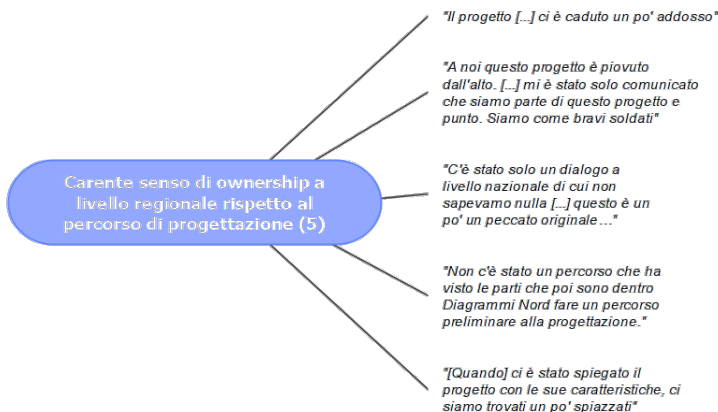 Carente senso di ownership a
livello regionale rispetto al
percorso di progettazione (5)
"Il progetto [...] ci è caduto un po' addosso"
"A noi questo progetto è piovuto
dall'alto. [...] mi è stato solo comunicato
che siamo parte di questo progetto e
punto. Siamo come bravi soldati"
"C'è stato solo un dialogo a
livello nazionale di cui non
sapevamo nulla [...] questo è un
po' un peccato originale..."
"Non c'è stato un percorso che ha
visto le parti che poi sono dentro
Diagrammi Nord fare un percorso
preliminare alla progettazione."
"[Quando] ci è stato spiegato il
progetto con le sue caratteristiche, ci
siamo trovati un po' spiazzati"